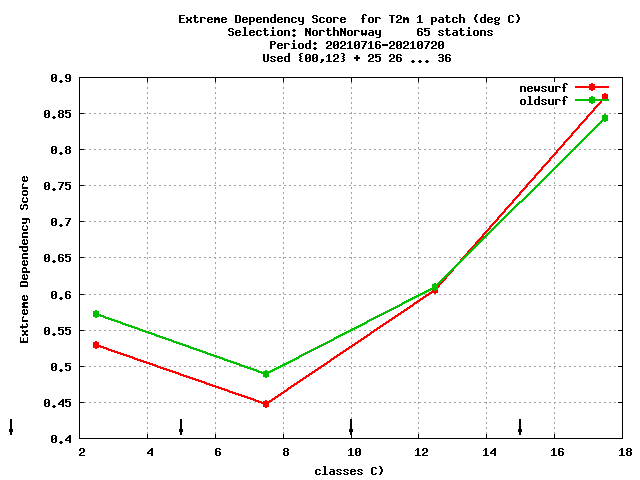 Extreme Dependency Score  for T2m 1 patch (deg C)
Selection: NorthNorway     65 stations
Period: 20210716-20210720
Used {00,12} + 25 26 ... 36
newsurf
oldsurf
0.9
0.85
0.8
0.75
0.7
0.65
0.6
0.55
0.5
0.45
0.4
Extreme Dependency Score
2 4 6 8 10 12 14 16 18
classes C)